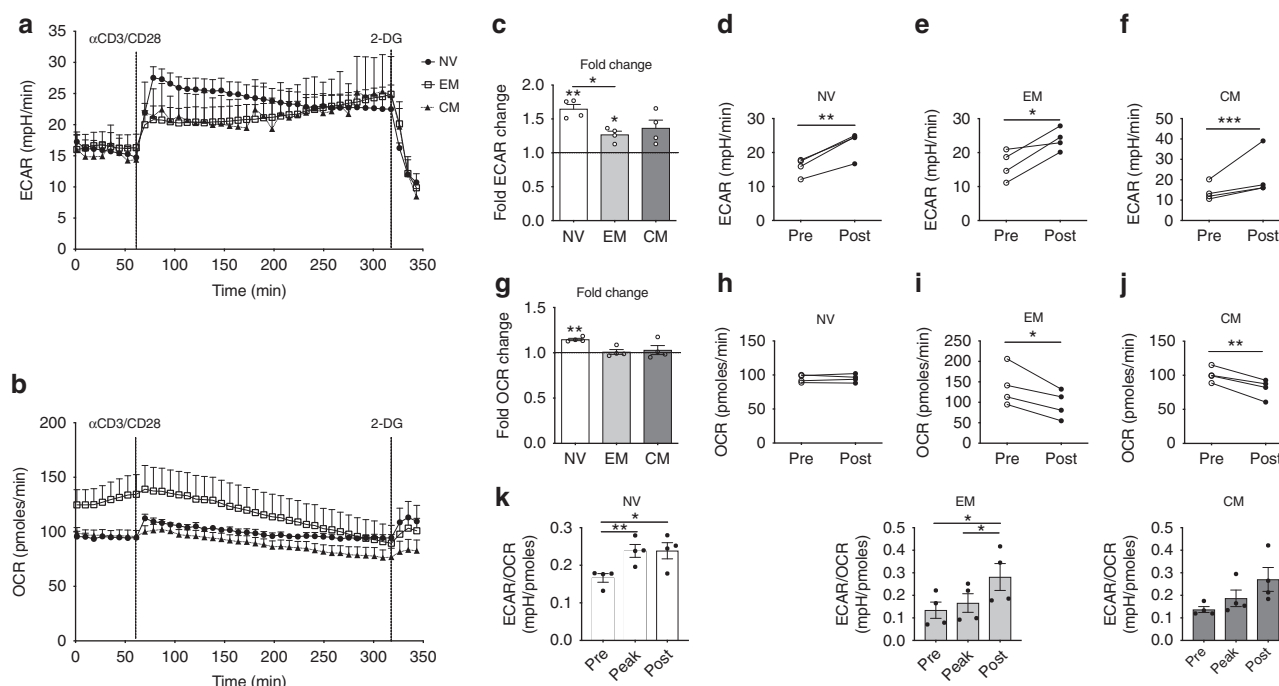 a
αCD3/CD28
2-DG
NV
EM
CM
ECAR (mpH/min)
35
30
25
20
15
10
5
0
0 50 100 150 200 250 300 350
Time (min)
b
αCD3/CD28
2-DG
OCR (pmoles/min)
200
150
100
50
0
0 50 100 150 200 250 300 350
Time (min)
c
Fold change
Fold ECAR change
2.0
1.5
1.0
0.5
0.0
*
**
*
NV EM CM
d
NV
**
ECAR (mpH/min)
30
20
10
0
Pre Post
e
EM
*
ECAR (mpH/min)
30
20
10
0
Pre Post
f
CM
***
ECAR (mpH/min)
50
40
30
20
10
0
Pre Post
g
Fold change
Fold OCR change
1.5
1.0
0.5
0.0
**
NV EM CM
h
NV
OCR (pmoles/min)
150
100
50
0
Pre Post
i
EM
*
OCR (pmoles/min)
250
200
150
100
50
0
Pre Post
j
CM
**
OCR (pmoles/min)
150
100
50
0
Pre Post
k
NV
*
**
ECAR/OCR
(mpH/pmoles)
0.3
0.2
0.1
Pre Peak Post
EM
*
*
ECAR/OCR
(mpH/pmoles)
0.5
0.4
0.3
0.2
0.1
0.0
Pre Peak Post
CM
ECAR/OCR
(mpH/pmoles)
0.5
0.4
0.3
0.2
0.1
0.0
Pre Peak Post